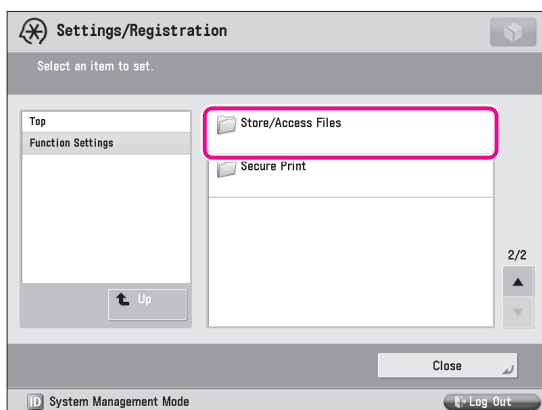 Settings/Registration
Select an item to set.
Top
Function Settings
Store/Access Files
Secure Print
2/2
Up
Close
ID System Management Mode
Log Out